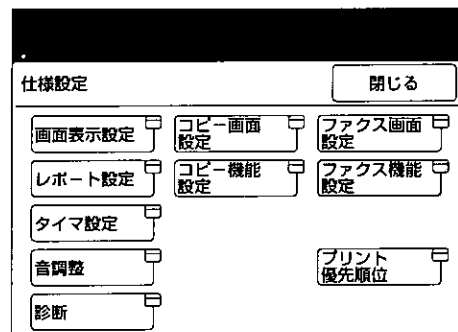 仕様設定
閉じる
画面表示設定
コピー画面
設定
ファクス画面
設定
レポート設定
コピー機能
設定
ファクス機能
設定
タイマ設定
音調整
プリント
優先順位
診断